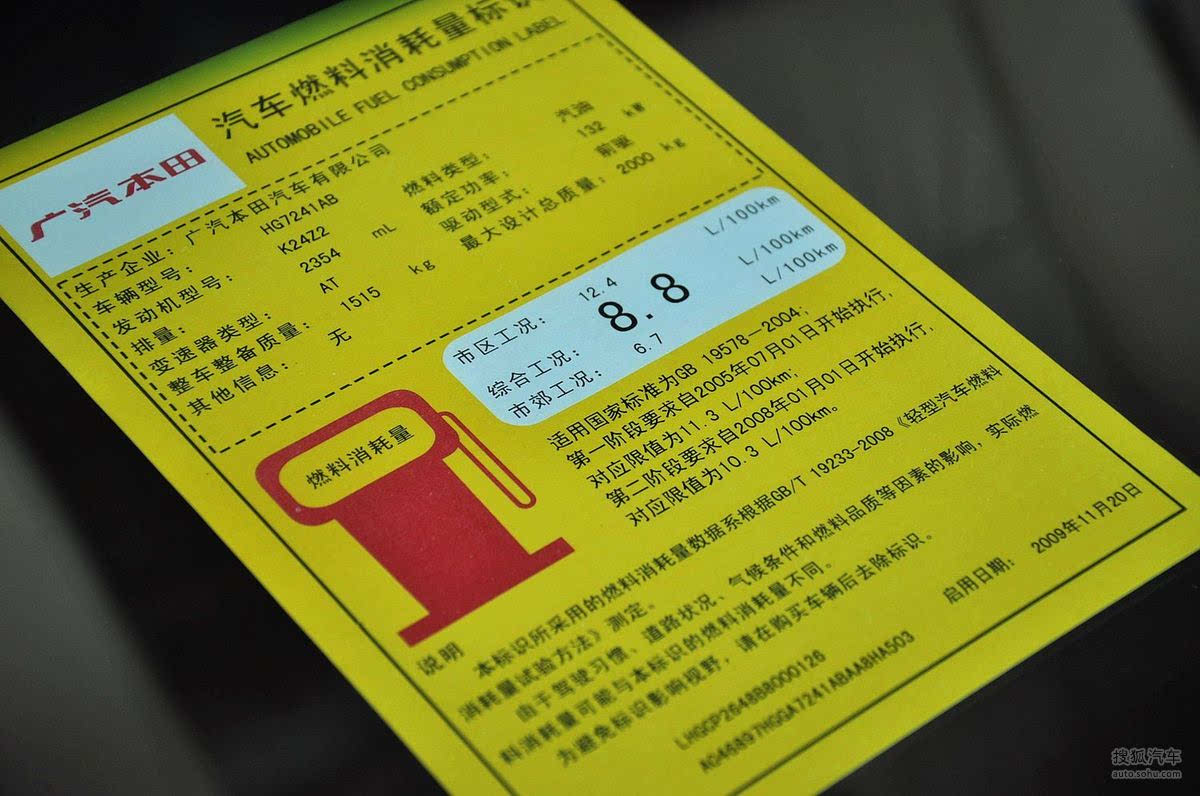 汽车燃料消耗量标识
AUTOMOBILE FUEL CONSUMPTION LABEL
广汽本田
生产企业: 广汽本田汽车有限公司
车辆型号: HG7241AB
发动机型号: K24Z2
排量: 2354 mL
变速器类型: AT
整车整备质量: 1515 kg
其他信息: 无
燃料类型: 汽油
额定功率: 132 kW
驱动型式: 前驱
最大设计总质量: 2000 kg
市区工况: 12.4 L/100km
综合工况: 8.8 L/100km
市郊工况: 6.7 L/100km
燃料消耗量
适用国家标准为GB 19578-2004;
第一阶段要求自2005年07月01日开始执行,
对应限值为11.3 L/100km;
第二阶段要求自2008年01月01日开始执行,
对应限值为10.3 L/100km。
说明
本标识所采用的燃料消耗量数据系根据GB/T 19233-2008《轻型汽车燃料
消耗量试验方法》测定。
由于驾驶习惯、道路状况、气候条件和燃料品质等因素的影响, 实际燃
料消耗量可能与本标识的燃料消耗量不同。
为避免标识影响视野, 请在购买车辆后去除标识。
启用日期: 2009年11月20日
LHGCP2648B8000126
A046897HGGA7241ABAA8HA503
搜狐汽车
auto.sohu.com